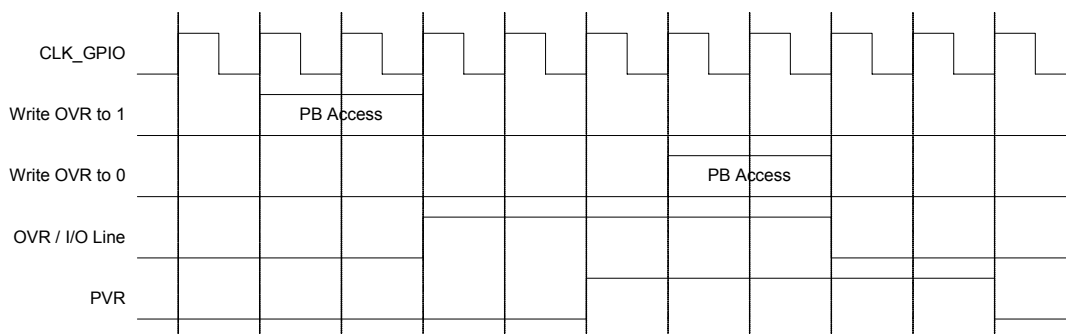 CLK_GPIO
Write OVR to 1
PB Access
Write OVR to 0
PB Access
OVR / I/O Line
PVR